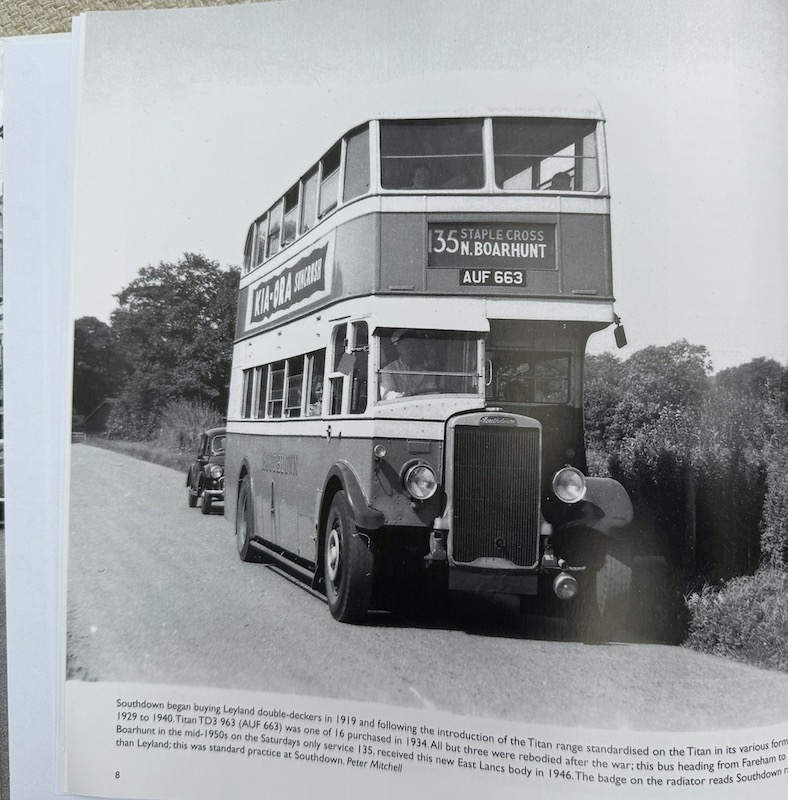 135 STAPLE CROSS
N. BOARHUNT
AUF 663
KIA-ORA SUNCRUSH
Southdown
SOUTHDOWN
Southdown began buying Leyland double-deckers in 1919 and following the introduction of the Titan range standardised on the Titan in its various form
1929 to 1940. Titan TD3 963 (AUF 663) was one of 16 purchased in 1934. All but three were rebodied after the war; this bus heading from Fareham to
Boarhunt in the mid-1950s on the Saturdays only service 135, received this new East Lancs body in 1946. The badge on the radiator reads Southdown r
than Leyland; this was standard practice at Southdown. Peter Mitchell
8